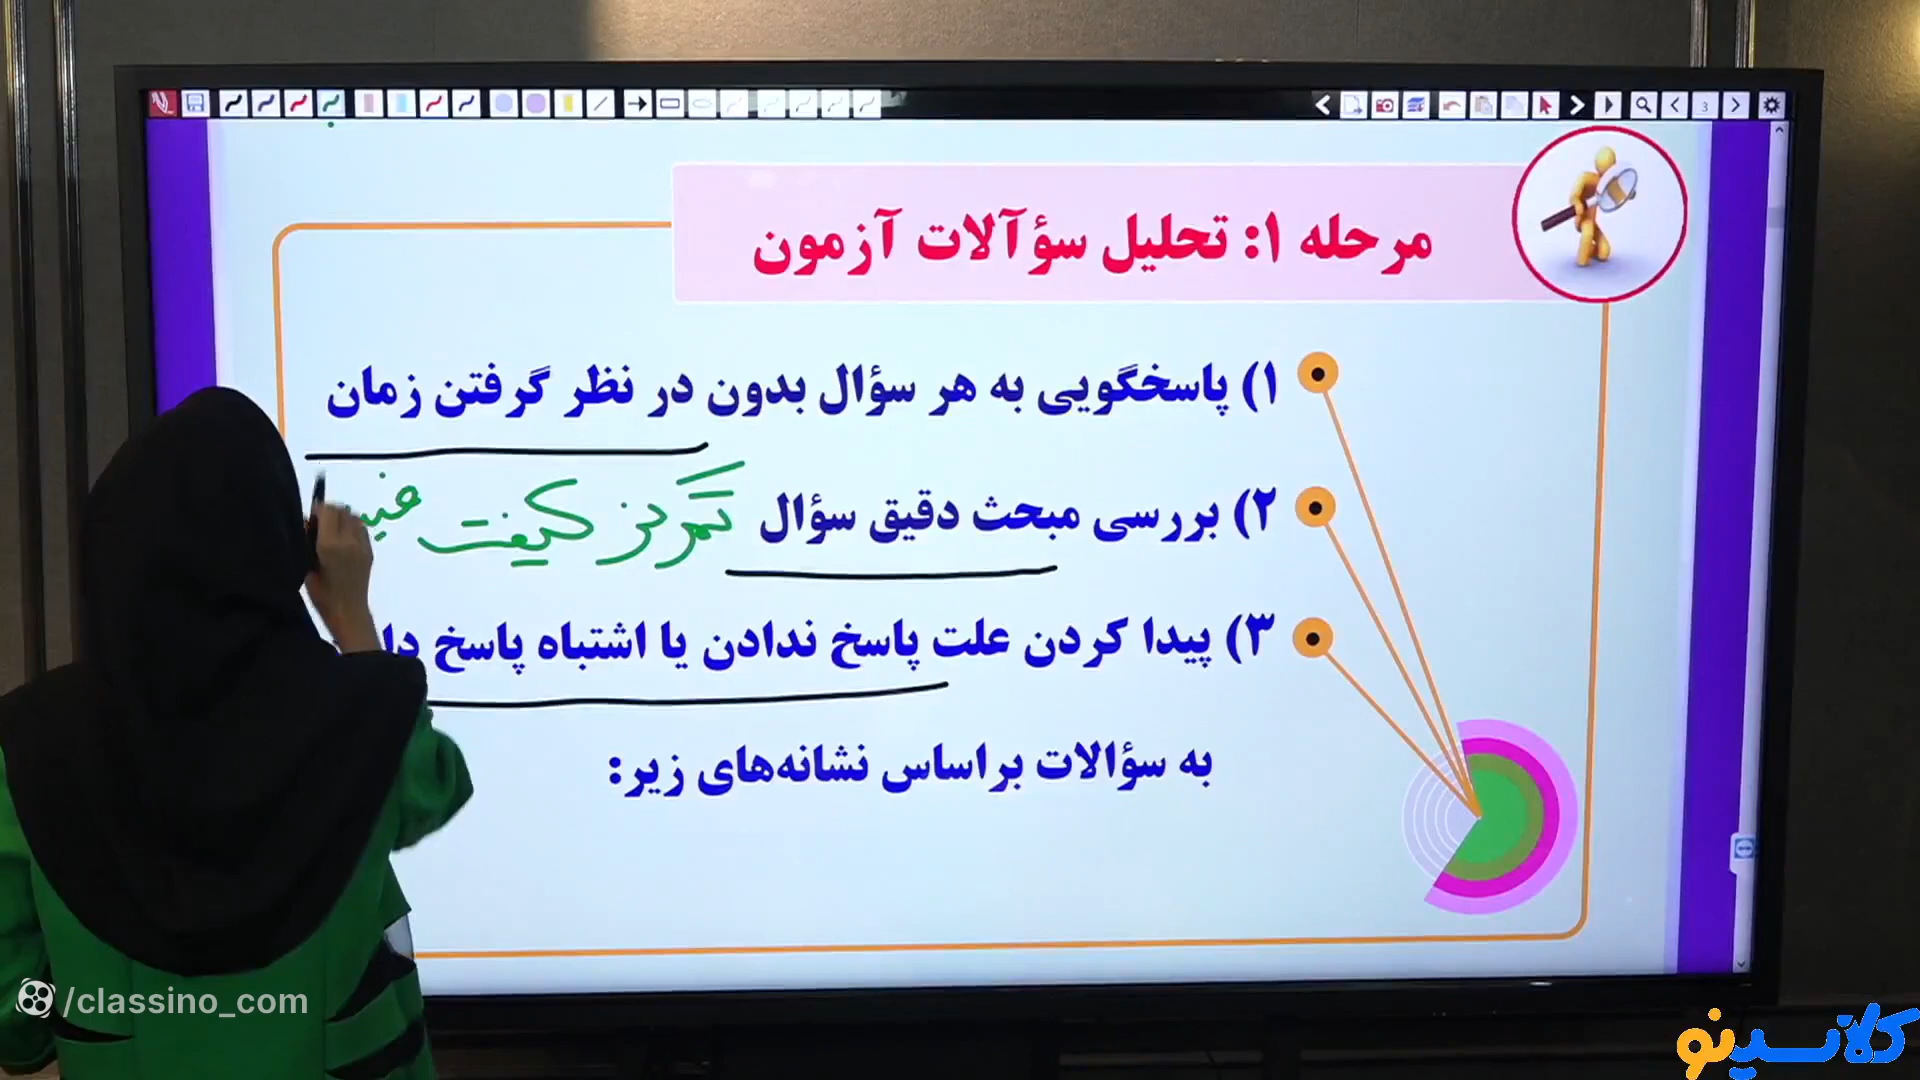 3
مرحله ۱: تحلیل سؤآلات آزمون
۱) پاسخگویی به هر سؤال بدون در نظر گرفتن زمان
۲) بررسی مبحث دقیق سؤال
تمرکز کیفیت
۳) پیدا کردن علت پاسخ ندادن یا اشتباه پاسخ
به سؤالات براساس نشانه‌های زیر:
/classino_com
کلاسینو